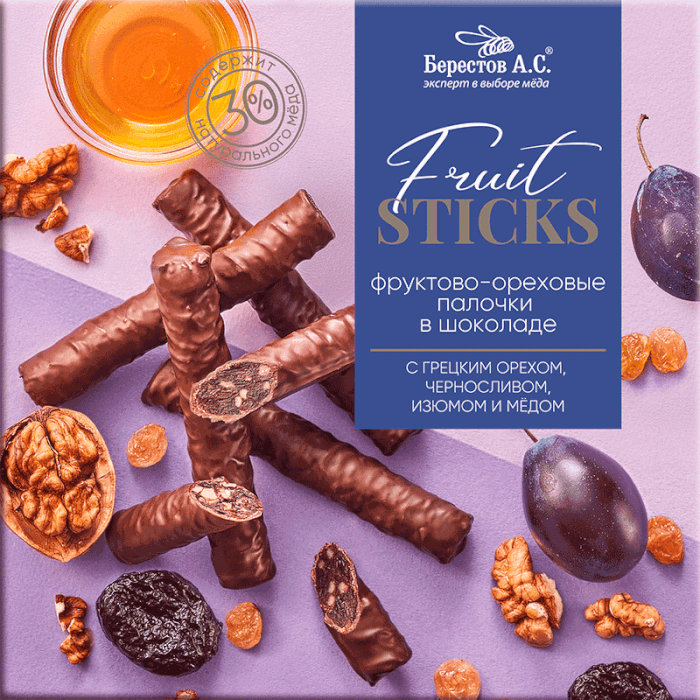 содержит
30%
натурального мёда
Берестов А.С.®
эксперт в выборе мёда
Fruit
STICKS
фруктово-ореховые
палочки
в шоколаде
С ГРЕЦКИМ ОРЕХОМ,
ЧЕРНОСЛИВОМ,
ИЗЮМОМ И МЁДОМ